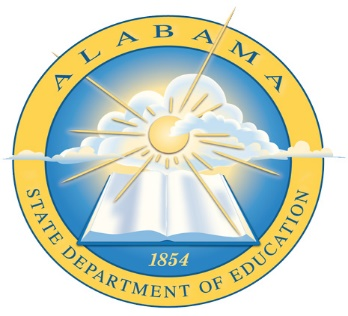 ALABAMA
1854
STATE DEPARTMENT OF EDUCATION